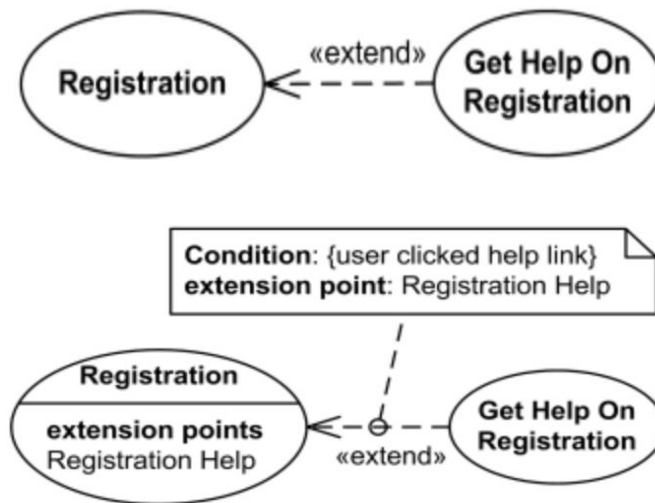 Registration
«extend»
Get Help On
Registration
Condition: {user clicked help link}
extension point: Registration Help
Registration
extension points
Registration Help
«extend»
Get Help On
Registration